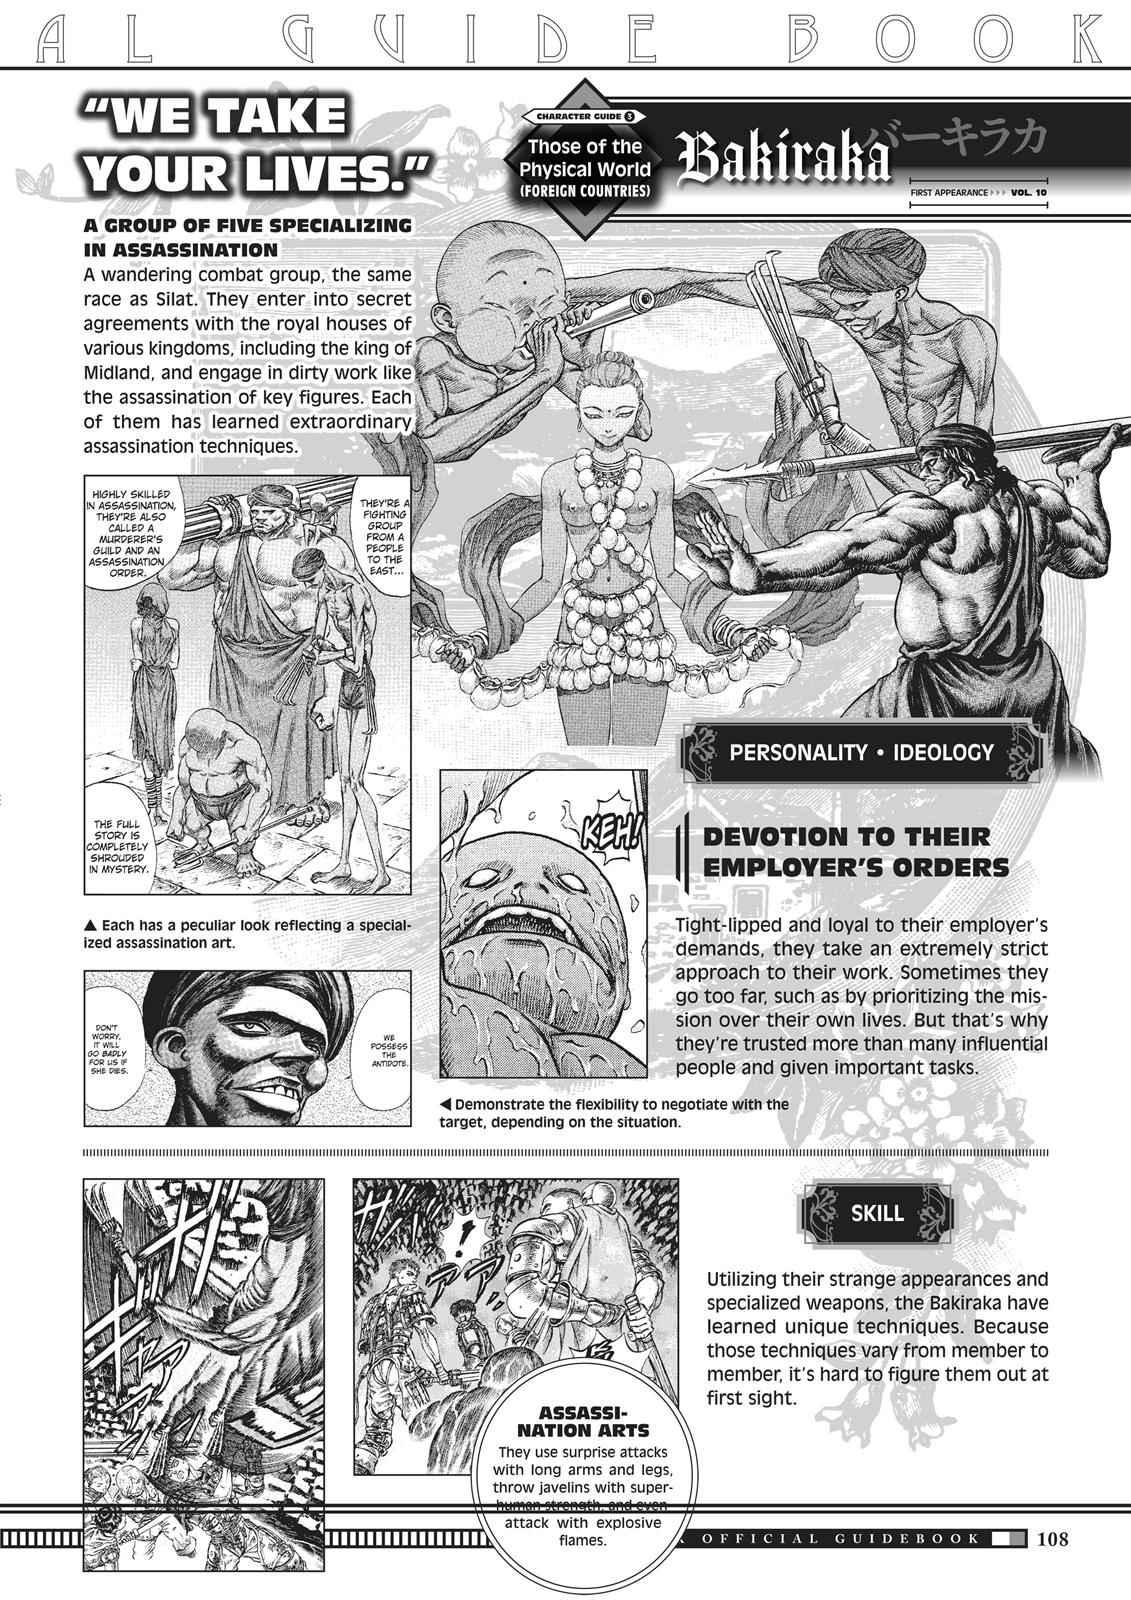 AL GUIDE BOOK
“WE TAKE
YOUR LIVES.”
CHARACTER GUIDE 3
Those of the
Physical World
(FOREIGN COUNTRIES)
Bakiraka
バーキラカ
FIRST APPEARANCE ▷▷▷ VOL. 10
A GROUP OF FIVE SPECIALIZING
IN ASSASSINATION
A wandering combat group, the same
race as Silat. They enter into secret
agreements with the royal houses of
various kingdoms, including the king of
Midland, and engage in dirty work like
the assassination of key figures. Each
of them has learned extraordinary
assassination techniques.
HIGHLY SKILLED
IN ASSASSINATION,
THEY'RE ALSO
CALLED A
MURDERER'S
GUILD AND AN
ASSASSINATION
ORDER.
THEY'RE A
FIGHTING
GROUP
FROM A
PEOPLE
TO THE
EAST...
THE FULL
STORY IS
COMPLETELY
SHROUDED
IN MYSTERY.
▲ Each has a peculiar look reflecting a special-
ized assassination art.
DON'T
WORRY,
IT WILL
GO BADLY
FOR US IF
SHE DIES.
WE
POSSESS
THE
ANTIDOTE.
KEH!
◀ Demonstrate the flexibility to negotiate with the
target, depending on the situation.
PERSONALITY • IDEOLOGY
DEVOTION TO THEIR
EMPLOYER’S ORDERS
Tight-lipped and loyal to their employer’s
demands, they take an extremely strict
approach to their work. Sometimes they
go too far, such as by prioritizing the mis-
sion over their own lives. But that’s why
they’re trusted more than many influential
people and given important tasks.
SKILL
Utilizing their strange appearances and
specialized weapons, the Bakiraka have
learned unique techniques. Because
those techniques vary from member to
member, it’s hard to figure them out at
first sight.
ASSASSI-
NATION ARTS
They use surprise attacks
with long arms and legs,
throw javelins with super-
human strength, and even
attack with explosive
flames.
OFFICIAL GUIDEBOOK
108